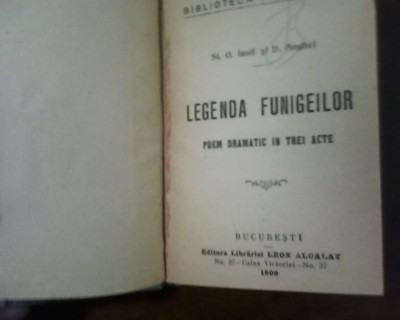 BIBLIOTECA
St. O. Iosif și D. Anghel
LEGENDA FUNIGEILOR
POEM DRAMATIC IN TREI ACTE
BUCUREȘTI
Editura Librăriei LEON ALCALAY
No. 37—Calea Victoriei—No. 37